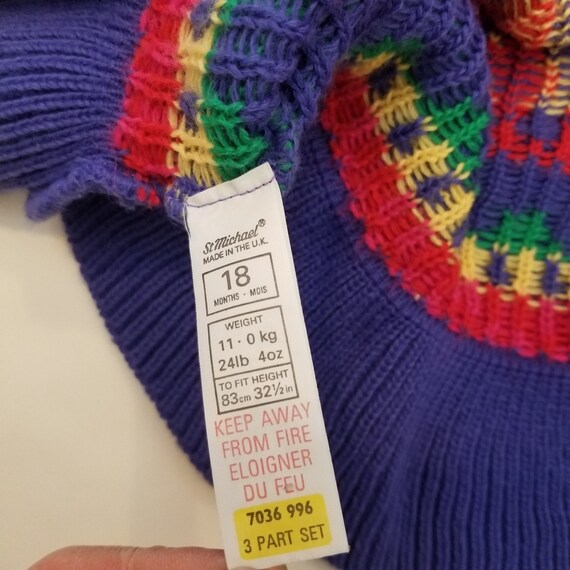 St Michael®
MADE IN THE U.K.
18
MONTHS - MOIS
WEIGHT
11·0 kg
24lb 4oz
TO FIT HEIGHT
83cm 32½in
KEEP AWAY
FROM FIRE
ELOIGNER
DU FEU
7036 996
3 PART SET